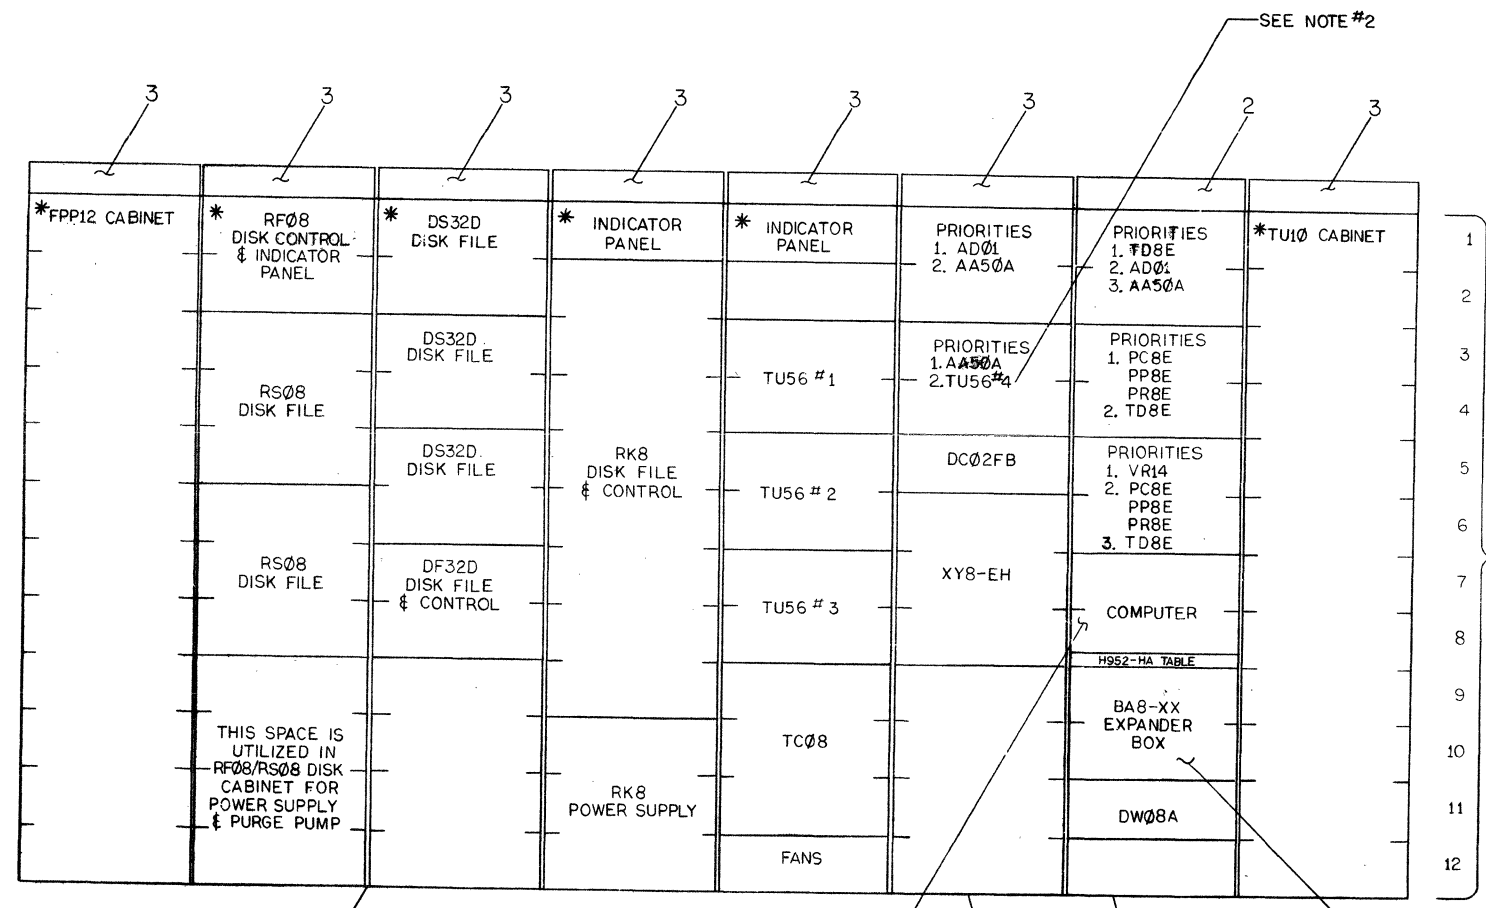 SEE NOTE #2
3
3
3
3
3
3
2
3
*FPP12 CABINET
* RFØ8
DISK CONTROL
& INDICATOR
PANEL
RSØ8
DISK FILE
RSØ8
DISK FILE
THIS SPACE IS
UTILIZED IN
RFØ8/RSØ8 DISK
CABINET FOR
POWER SUPPLY
& PURGE PUMP
* DS32D
DISK FILE
DS32D
DISK FILE
DS32D
DISK FILE
DF32D
DISK FILE
& CONTROL
* INDICATOR
PANEL
RK8
DISK FILE
& CONTROL
RK8
POWER SUPPLY
* INDICATOR
PANEL
TU56 #1
TU56 #2
TU56 #3
TCØ8
FANS
PRIORITIES
1. ADØ1
2. AA5ØA
PRIORITIES
1. AA5ØA
2. TU56#4
DCØ2FB
XY8-EH
PRIORITIES
1. TD8E
2. ADØ1
3. AA5ØA
PRIORITIES
1. PC8E
PP8E
PR8E
2. TD8E
PRIORITIES
1. VR14
2. PC8E
PP8E
PR8E
3. TD8E
COMPUTER
H952-HA TABLE
BA8-XX
EXPANDER
BOX
DWØ8A
*TU1Ø CABINET
1
2
3
4
5
6
7
8
9
10
11
12